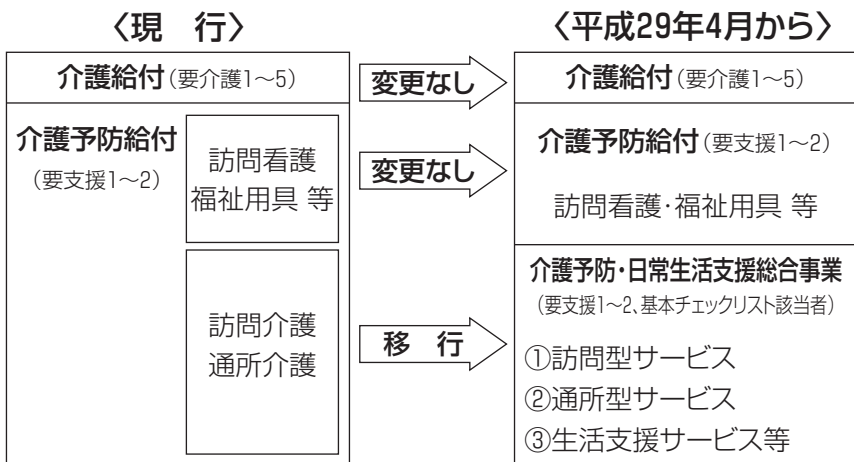 〈現　行〉
介護給付(要介護1～5)
介護予防給付
(要支援1～2)
訪問看護
福祉用具 等
訪問介護
通所介護
変更なし
変更なし
移　行
〈平成29年4月から〉
介護給付(要介護1～5)
介護予防給付(要支援1～2)
訪問看護・福祉用具 等
介護予防・日常生活支援総合事業
(要支援1～2、基本チェックリスト該当者)
①訪問型サービス
②通所型サービス
③生活支援サービス等